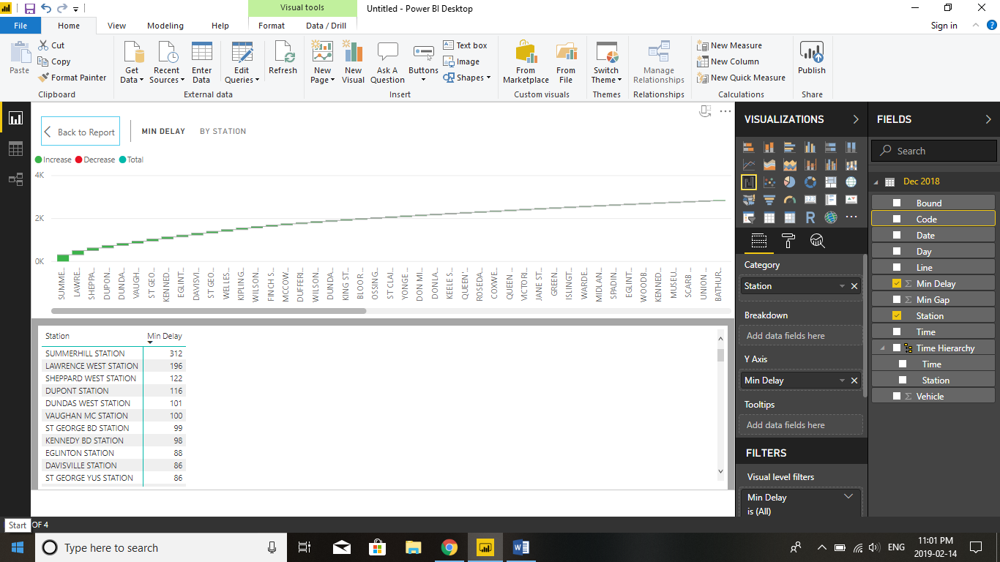 Visual tools
Untitled - Power BI Desktop
File Home View Modeling Help Format Data / Drill Sign in
Paste
Cut
Copy
Format Painter
Clipboard
Get Data
Recent Sources
Enter Data
Edit Queries
Refresh
External data
New Page
New Visual
Ask A Question
Buttons
Text box
Image
Shapes
Insert
From Marketplace
From File
Custom visuals
Switch Theme
Themes
Manage Relationships
Relationships
New Measure
New Column
New Quick Measure
Calculations
Publish
Share
Back to Report
MIN DELAY BY STATION
Increase Decrease Total
4K
2K
0K
SUMME...
LAWRE...
SHEPPA...
DUPON...
DUNDA...
VAUGH...
ST GEO...
KENNED...
EGLINT...
DAVISVI...
ST GEO...
WELLES...
KIPLING...
WILSON...
FINCH S...
MCCOW...
DUFFERI...
WILSON...
DUNDA...
KING ST...
BLOOR ...
OSSING...
ST CLAI...
YONGE ...
DON MI...
DONLA...
KEELE S...
QUEEN'...
ROSEDA...
COXWE...
QUEEN ...
VICTORI...
JANE ST...
GREEN...
ISLINGT...
WARDE...
MIDLAN...
SPADIN...
EGLINT...
WOODB...
KENNED...
MUSEU...
SCARB ...
UNION ...
BATHUR...
Station Min Delay
SUMMERHILL STATION 312
LAWRENCE WEST STATION 196
SHEPPARD WEST STATION 122
DUPONT STATION 116
DUNDAS WEST STATION 101
VAUGHAN MC STATION 100
ST GEORGE BD STATION 99
KENNEDY BD STATION 98
EGLINTON STATION 88
DAVISVILLE STATION 86
ST GEORGE YUS STATION 86
VISUALIZATIONS
R
Category
Station
Breakdown
Add data fields here
Y Axis
Min Delay
Tooltips
Add data fields here
FILTERS
Visual level filters
Min Delay
is (All)
FIELDS
Search
Dec 2018
Bound
Code
Date
Day
Line
Min Delay
Min Gap
Station
Time
Time Hierarchy
Time
Station
Vehicle
Start OF 4
Type here to search
ENG
11:01 PM
2019-02-14